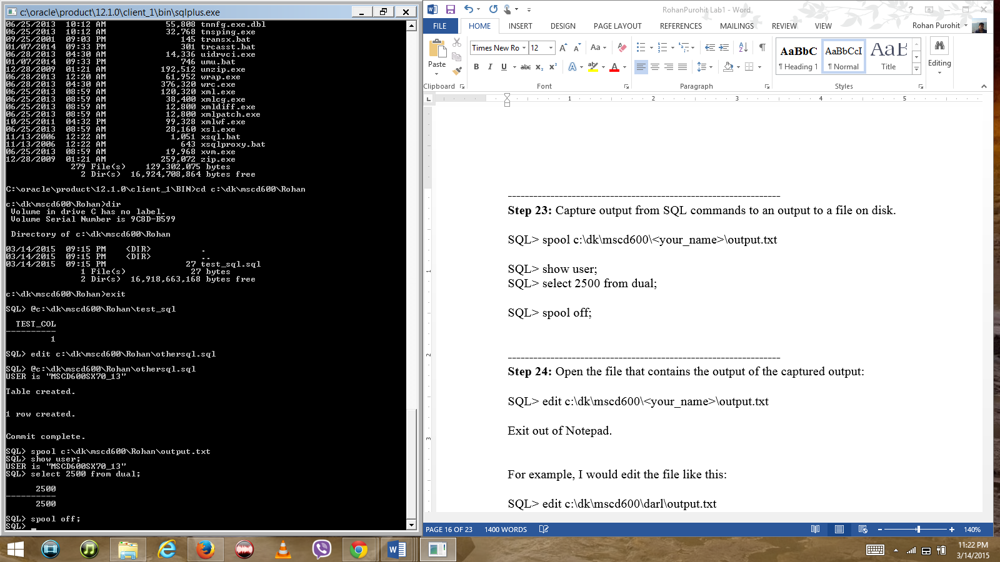 c:\oracle\product\12.1.0\client_1\bin\sqlplus.exe
06/25/2013  10:12 AM            55,808 tnnfg.exe.dbl
06/25/2013  10:12 AM            32,768 tnsping.exe
09/25/2001  09:03 PM               145 transx.bat
01/07/2014  09:33 PM               301 trcasst.bat
06/28/2013  04:30 AM            14,336 uidrvci.exe
01/07/2014  09:33 PM               746 umu.bat
12/28/2009  01:21 AM           192,512 unzip.exe
06/28/2013  12:20 AM            61,952 wrap.exe
06/28/2013  04:30 AM           376,320 wrc.exe
06/25/2013  08:59 AM           120,320 xml.exe
06/25/2013  08:59 AM            38,400 xmlcg.exe
06/25/2013  08:59 AM            12,800 xmldiff.exe
06/25/2013  08:59 AM            12,800 xmlpatch.exe
10/25/2011  04:32 PM            99,328 xmlwf.exe
06/25/2013  08:59 AM            28,160 xsl.exe
11/13/2006  12:22 AM             1,051 xsql.bat
11/13/2006  12:22 AM               643 xsqlproxy.bat
06/25/2013  08:59 AM            19,968 xvm.exe
12/28/2009  01:21 AM           259,072 zip.exe
279 File(s)    129,302,075 bytes
2 Dir(s)  16,924,708,864 bytes free
C:\oracle\product\12.1.0\client_1\BIN>cd c:\dk\mscd600\Rohan
c:\dk\mscd600\Rohan>dir
Volume in drive C has no label.
Volume Serial Number is 9C8D-B599
Directory of c:\dk\mscd600\Rohan
03/14/2015  09:15 PM    <DIR>          .
03/14/2015  09:15 PM    <DIR>          ..
03/14/2015  09:15 PM                27 test_sql.sql
1 File(s)             27 bytes
2 Dir(s)  16,918,663,168 bytes free
c:\dk\mscd600\Rohan>exit
SQL> @c:\dk\mscd600\Rohan\test_sql
TEST_COL
----------
1
SQL> edit c:\dk\mscd600\Rohan\othersql.sql
SQL> @c:\dk\mscd600\Rohan\othersql.sql
USER is "MSCD600SX70_13"
Table created.
1 row created.
Commit complete.
SQL> spool c:\dk\mscd600\Rohan\output.txt
SQL> show user;
USER is "MSCD600SX70_13"
SQL> select 2500 from dual;
2500
----------
2500
SQL> spool off;
SQL> _
RohanPurohit Lab1 - Word
FILE HOME INSERT DESIGN PAGE LAYOUT REFERENCES MAILINGS REVIEW VIEW Rohan Purohit
Paste
Clipboard
Times New Ro 12 Aa
B I U abc x₂ x² A ab A
Font
Paragraph
AaBbC AaBbCcI AaB
¶ Heading 1 ¶ Normal Title
Styles
Editing
1 2 3 4 5
1
2
3
Step 23: Capture output from SQL commands to an output to a file on disk.
SQL> spool c:\dk\mscd600\<your_name>\output.txt
SQL> show user;
SQL> select 2500 from dual;
SQL> spool off;
Step 24: Open the file that contains the output of the captured output:
SQL> edit c:\dk\mscd600\<your_name>\output.txt
Exit out of Notepad.
For example, I would edit the file like this:
SQL> edit c:\dk\mscd600\darl\output.txt
PAGE 16 OF 23 1400 WORDS 140%
11:22 PM
3/14/2015